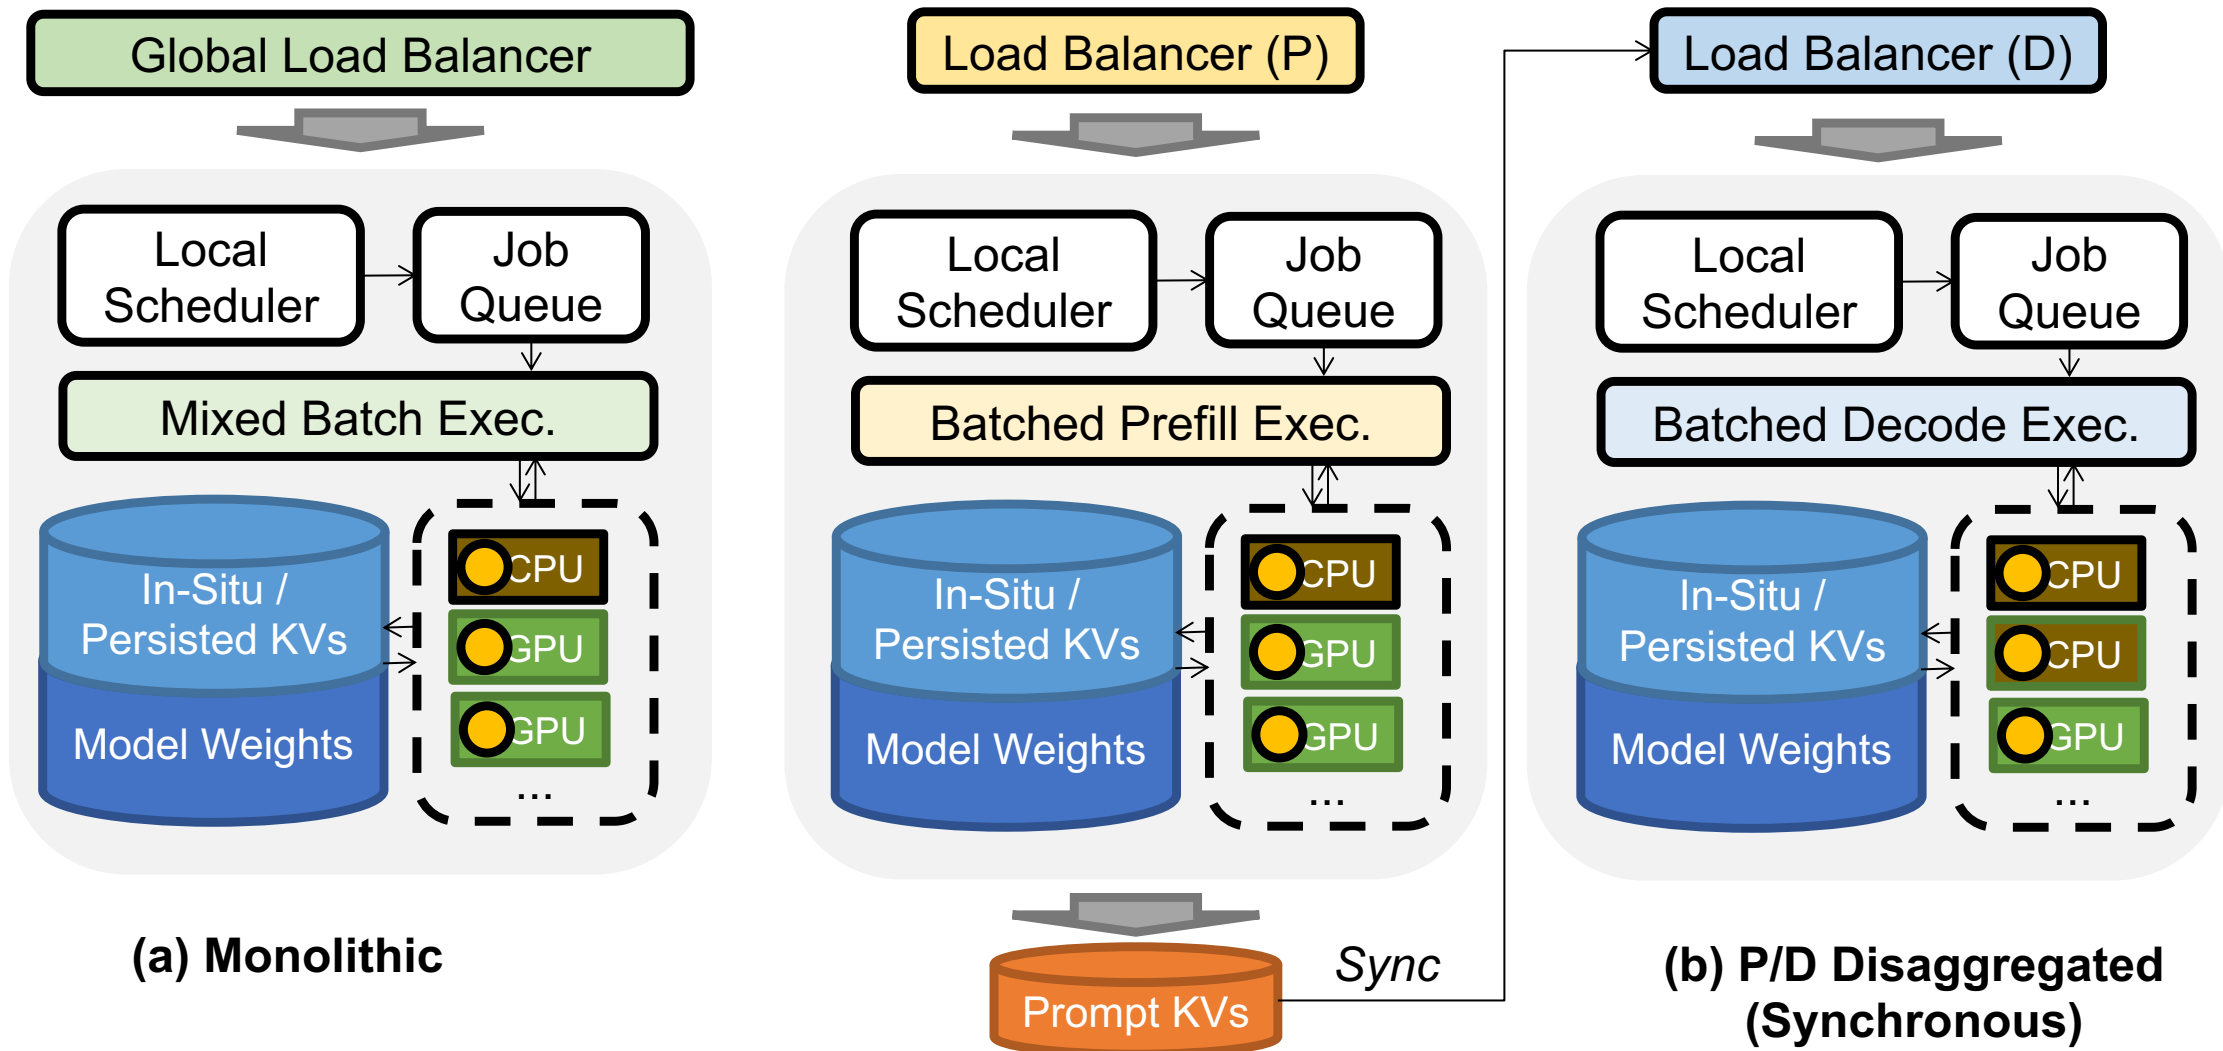 Global Load Balancer
Local
Scheduler
Job
Queue
Mixed Batch Exec.
In-Situ /
Persisted KVs
Model Weights
CPU
GPU
GPU
...
(a) Monolithic
Load Balancer (P)
Local
Scheduler
Job
Queue
Batched Prefill Exec.
In-Situ /
Persisted KVs
Model Weights
CPU
GPU
GPU
...
Prompt KVs
Sync
Load Balancer (D)
Local
Scheduler
Job
Queue
Batched Decode Exec.
In-Situ /
Persisted KVs
Model Weights
CPU
CPU
GPU
...
(b) P/D Disaggregated
(Synchronous)